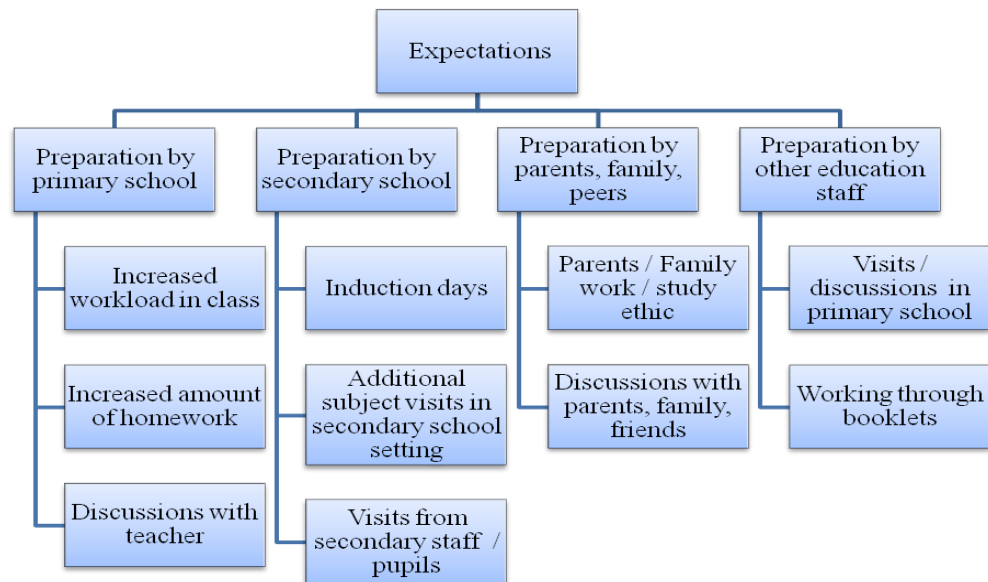 Expectations
Preparation by
primary school
Increased
workload in class
Increased amount
of homework
Discussions with
teacher
Preparation by
secondary school
Induction days
Additional
subject visits in
secondary school
setting
Visits from
secondary staff /
pupils
Preparation by
parents, family,
peers
Parents / Family
work / study
ethic
Discussions with
parents, family,
friends
Preparation by
other education
staff
Visits /
discussions in
primary school
Working through
booklets